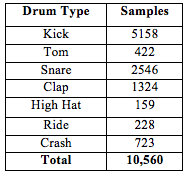 Drum Type Samples
Kick 5158
Tom 422
Snare 2546
Clap 1324
High Hat 159
Ride 228
Crash 723
Total 10,560